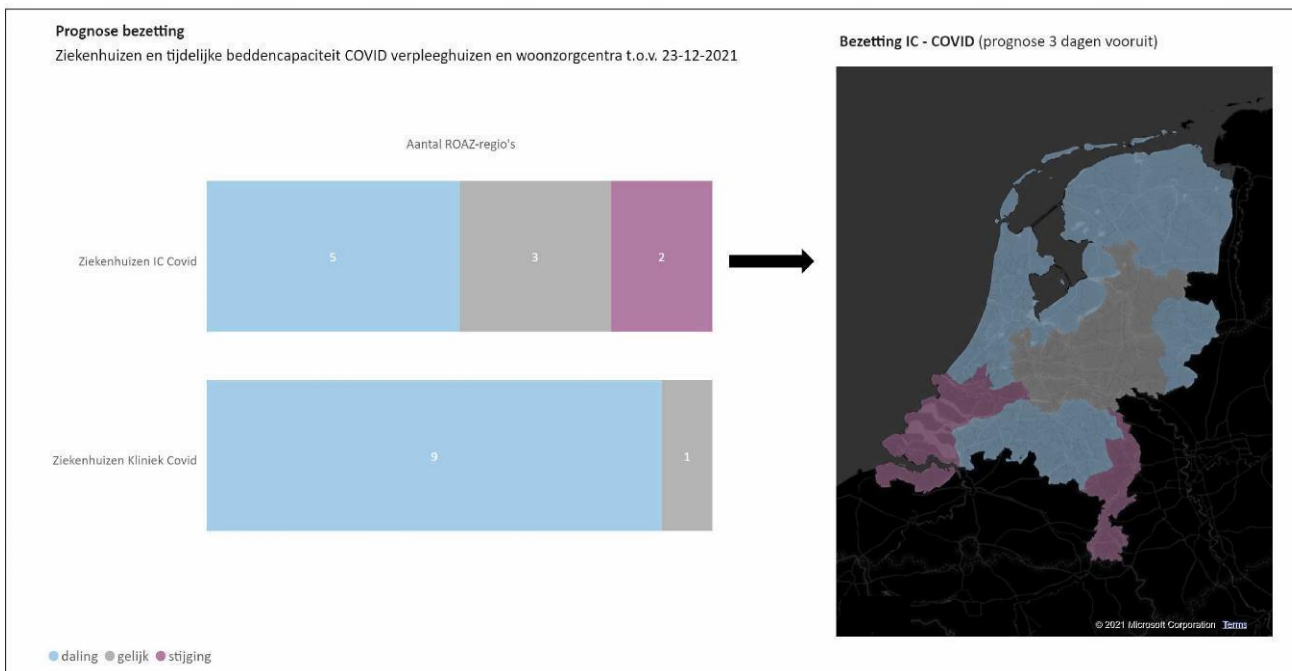 Prognose bezetting
Ziekenhuizen en tijdelijke beddencapaciteit COVID verpleeghuizen en woonzorgcentra t.o.v. 23-12-2021
Aantal ROAZ-regio's
Ziekenhuizen IC Covid
5
3
2
Ziekenhuizen Kliniek Covid
9
1
daling
gelijk
stijging
Bezetting IC - COVID (prognose 3 dagen vooruit)
© 2021 Microsoft Corporation Terms